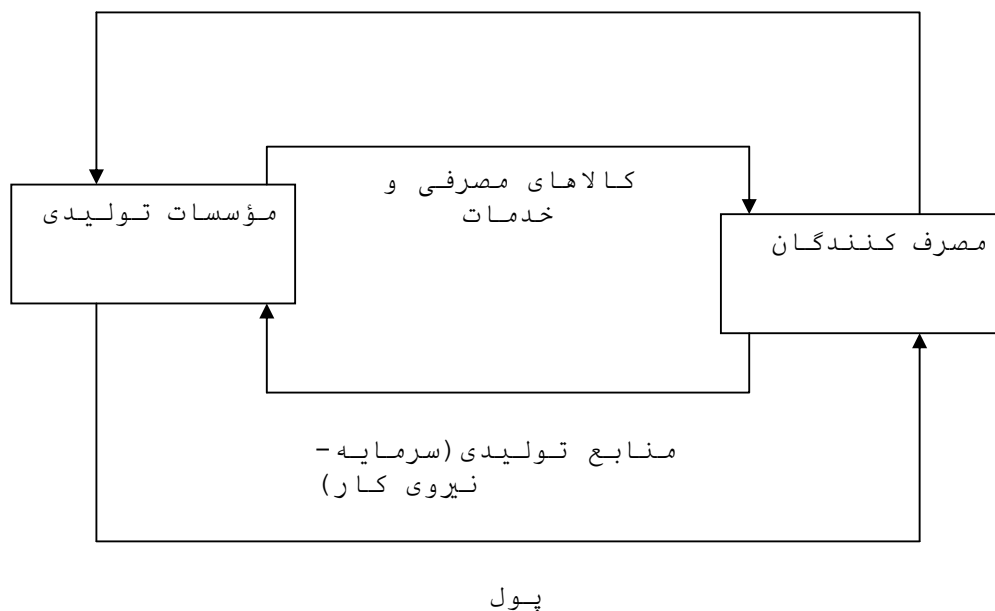 کالاهای مصرفی و
خدمات
مؤسسات تولیدی
مصرف کنندگان
منابع تولیدی(سرمایه-
نیروی کار)
پول